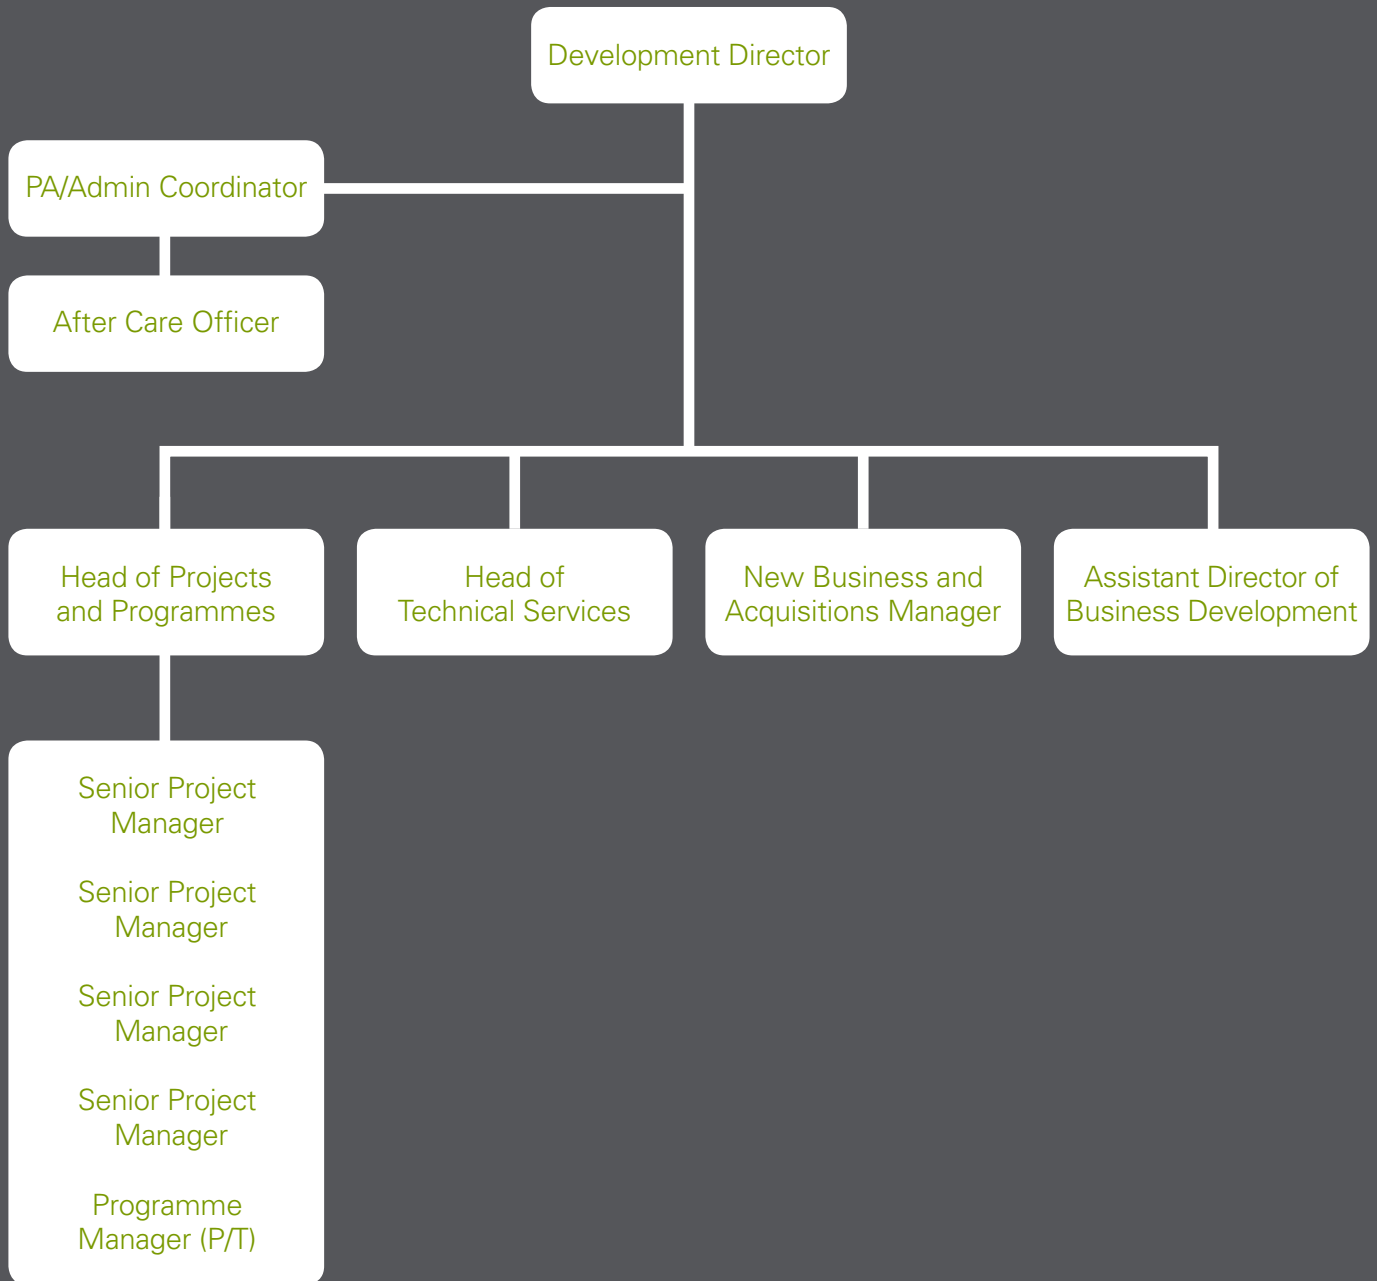 Development Director
PA/Admin Coordinator
After Care Officer
Head of Projects
and Programmes
Head of
Technical Services
New Business and
Acquisitions Manager
Assistant Director of
Business Development
Senior Project
Manager
Senior Project
Manager
Senior Project
Manager
Senior Project
Manager
Programme
Manager (P/T)